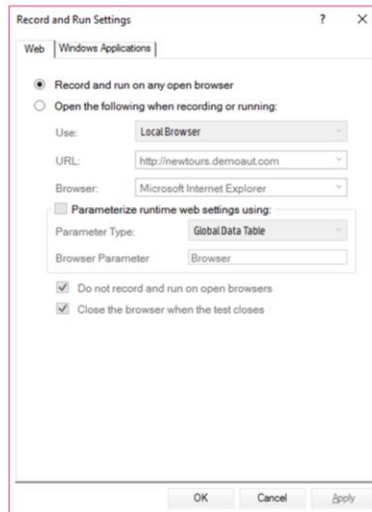 Record and Run Settings ? ×
Web Windows Applications
Record and run on any open browser
Open the following when recording or running:
Use: Local Browser
URL: http://newtours.demoaut.com
Browser: Microsoft Internet Explorer
Parameterize runtime web settings using:
Parameter Type: Global Data Table
Browser Parameter Browser
Do not record and run on open browsers
Close the browser when the test closes
OK Cancel Apply